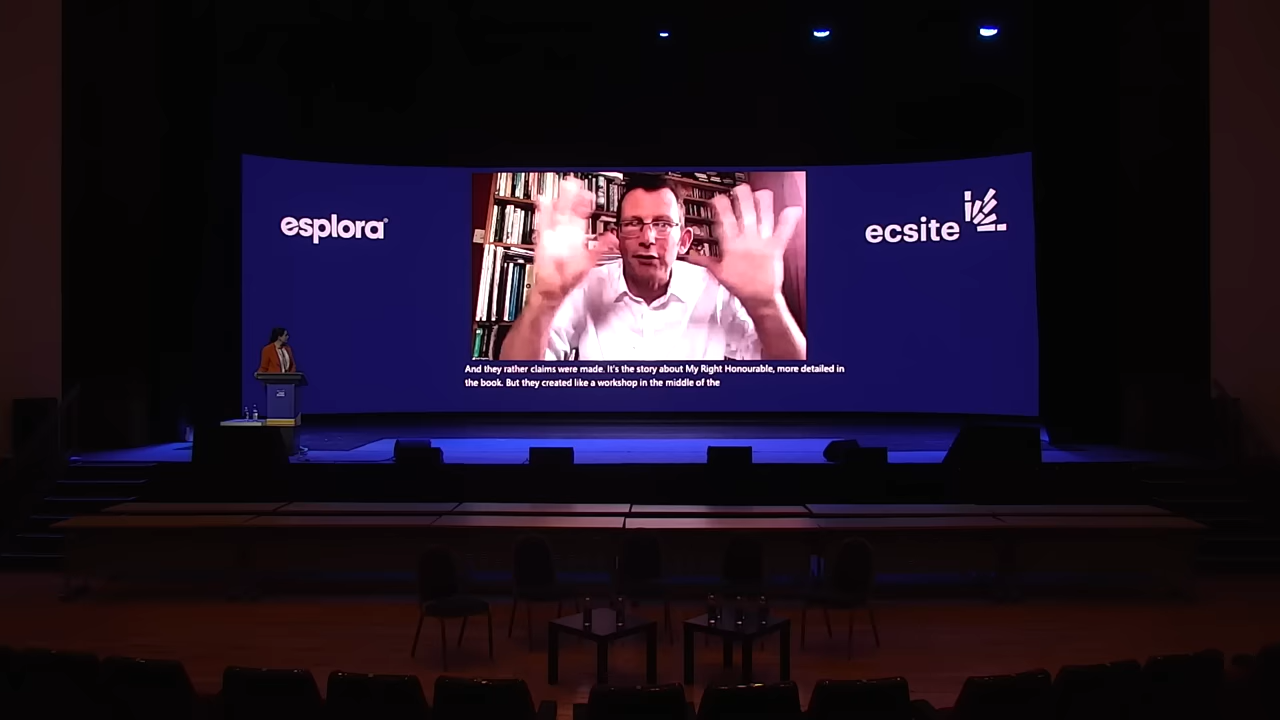 esplora
ecsite
And they rather claims were made. It's the story about My Right Honourable, more detailed in
the book. But they created like a workshop in the middle of the